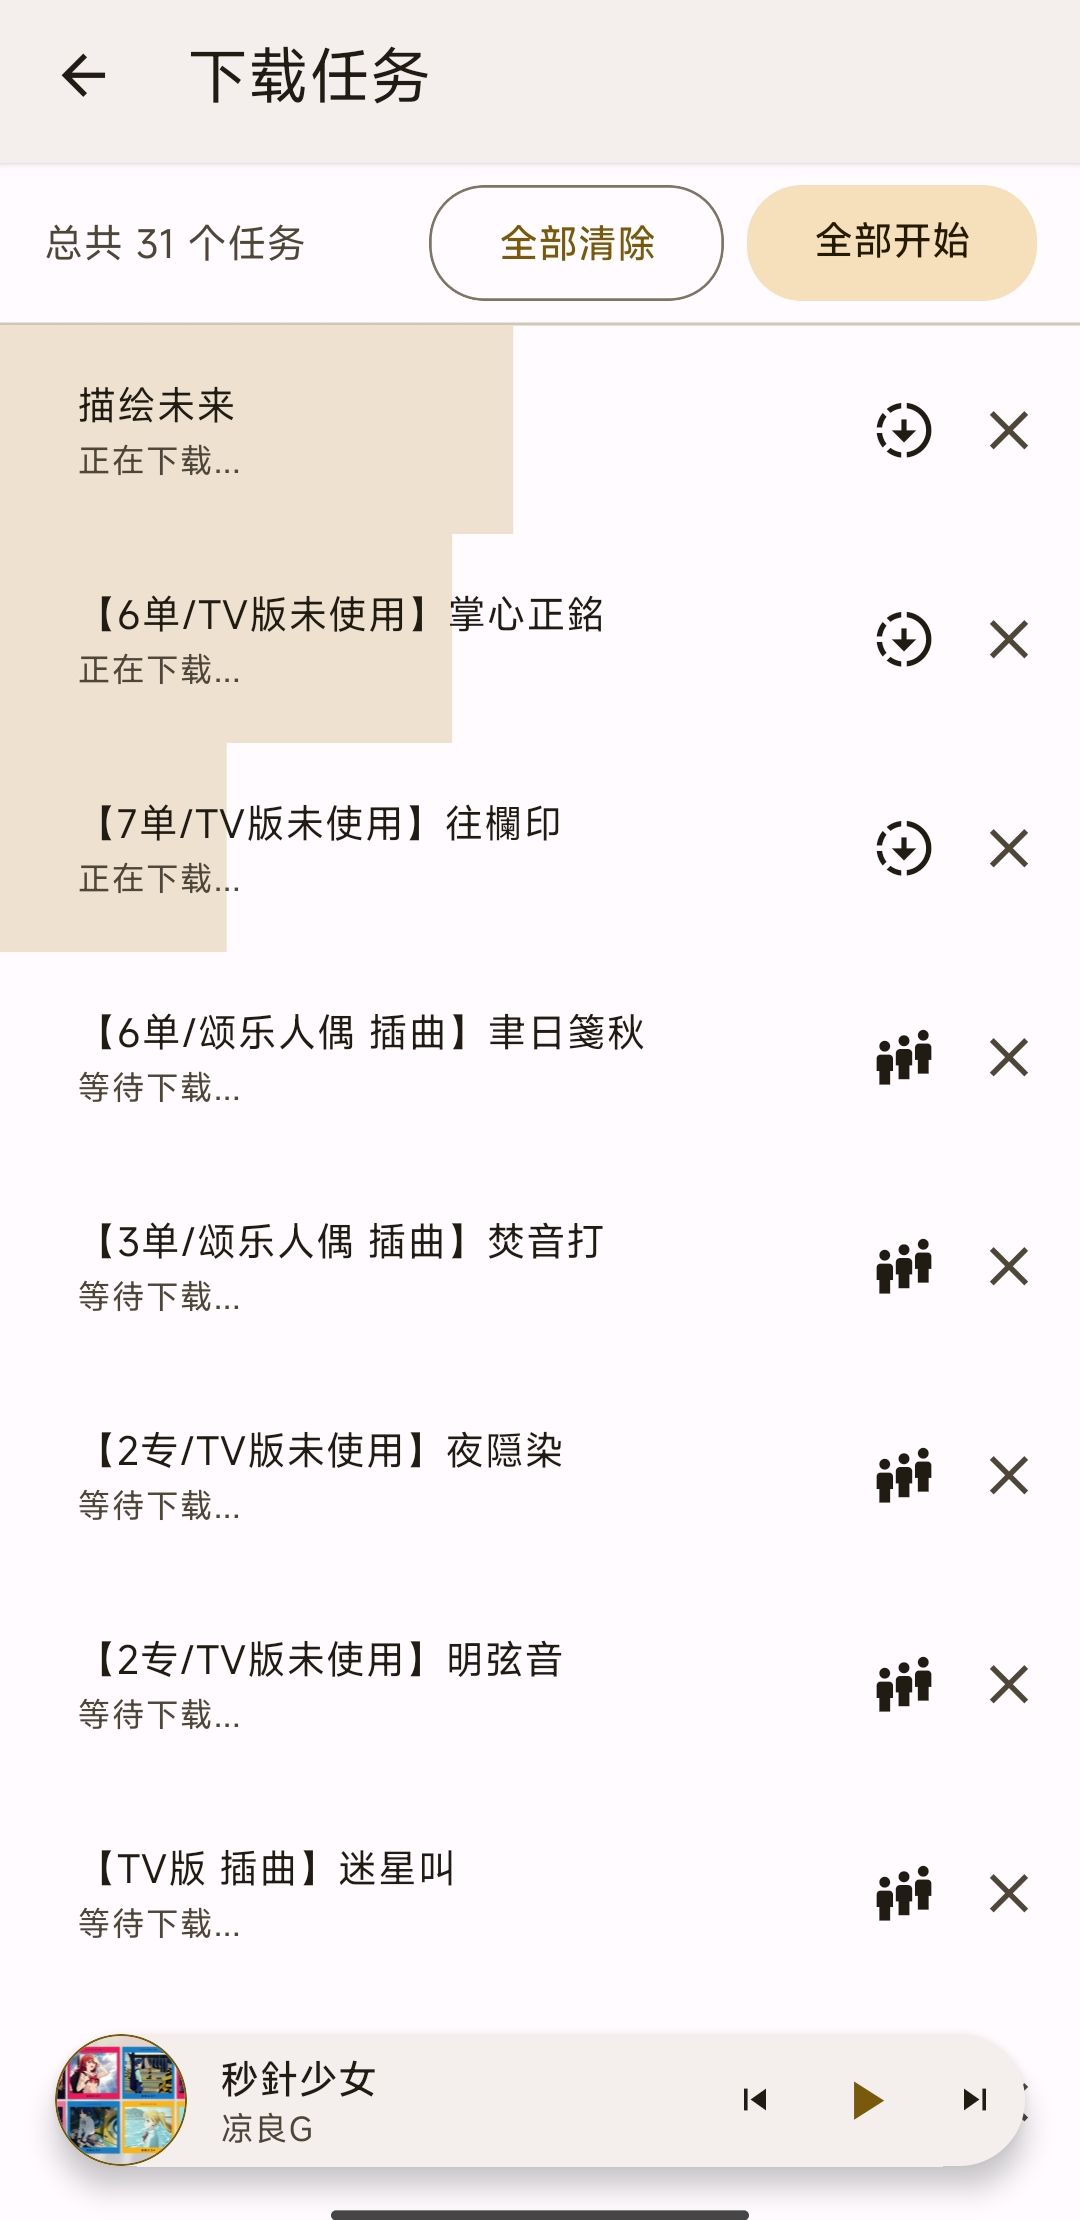 下载任务
总共 31 个任务
全部清除
全部开始
描绘未来
正在下载...
【6单/TV版未使用】掌心正銘
正在下载...
【7单/TV版未使用】往欄印
正在下载...
【6单/颂乐人偶 插曲】聿日箋秋
等待下载...
【3单/颂乐人偶 插曲】焚音打
等待下载...
【2专/TV版未使用】夜隠染
等待下载...
【2专/TV版未使用】明弦音
等待下载...
【TV版 插曲】迷星叫
等待下载...
秒針少女
凉良G